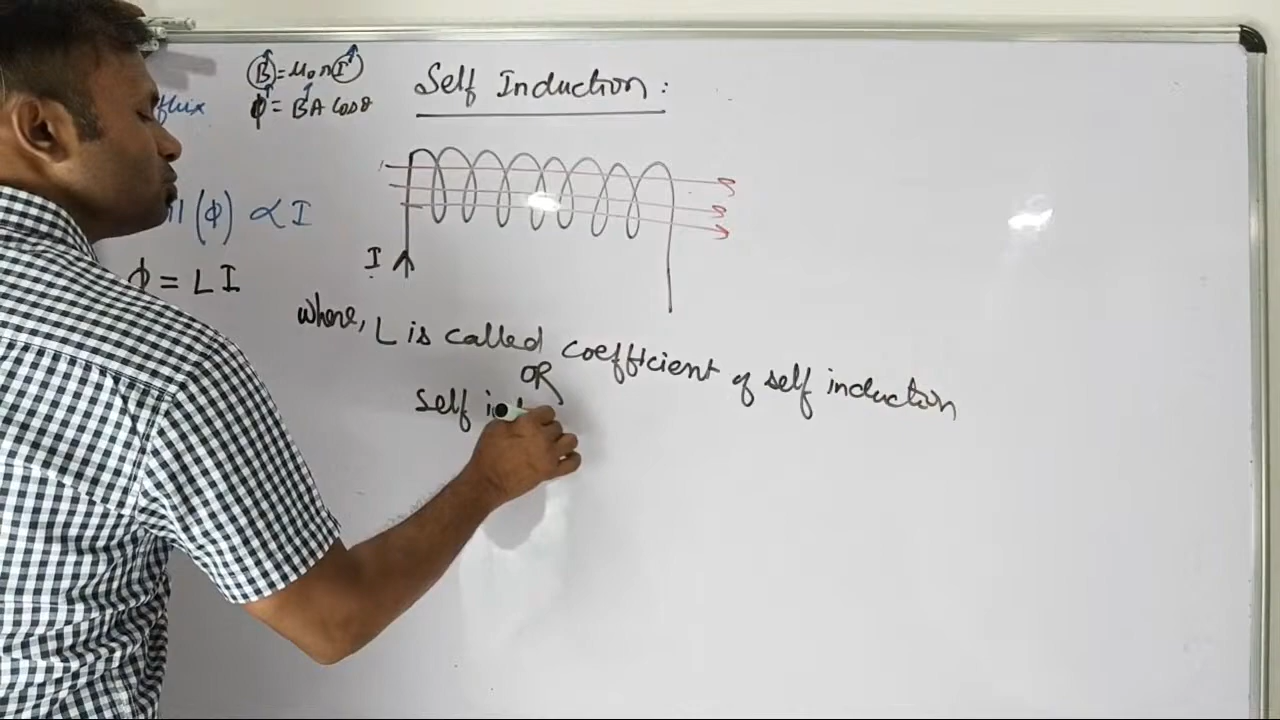 Self Induction:
B = μ₀nI
flux
ϕ = BA cosθ
(ϕ) ∝ I
I
ϕ = LI
where, L is called coefficient of self induction
OR
Self